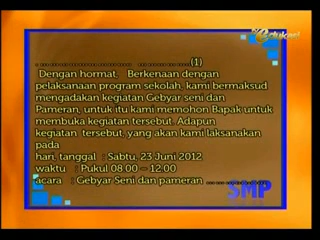 edukasi
... ... ... ... ... ... ... ... ... ...(1)
Dengan hormat, Berkenaan dengan
pelaksanaan program sekolah, kami bermaksud
mengadakan kegiatan Gebyar seni dan
Pameran, untuk itu kami memohon Bapak untuk
membuka kegiatan tersebut. Adapun
kegiatan tersebut, yang akan kami laksanakan
pada
hari, tanggal : Sabtu, 23 Juni 2012
waktu : Pukul 08.00 – 12.00
acara : Gebyar Seni dan pameran ... ... ... ...
SMP